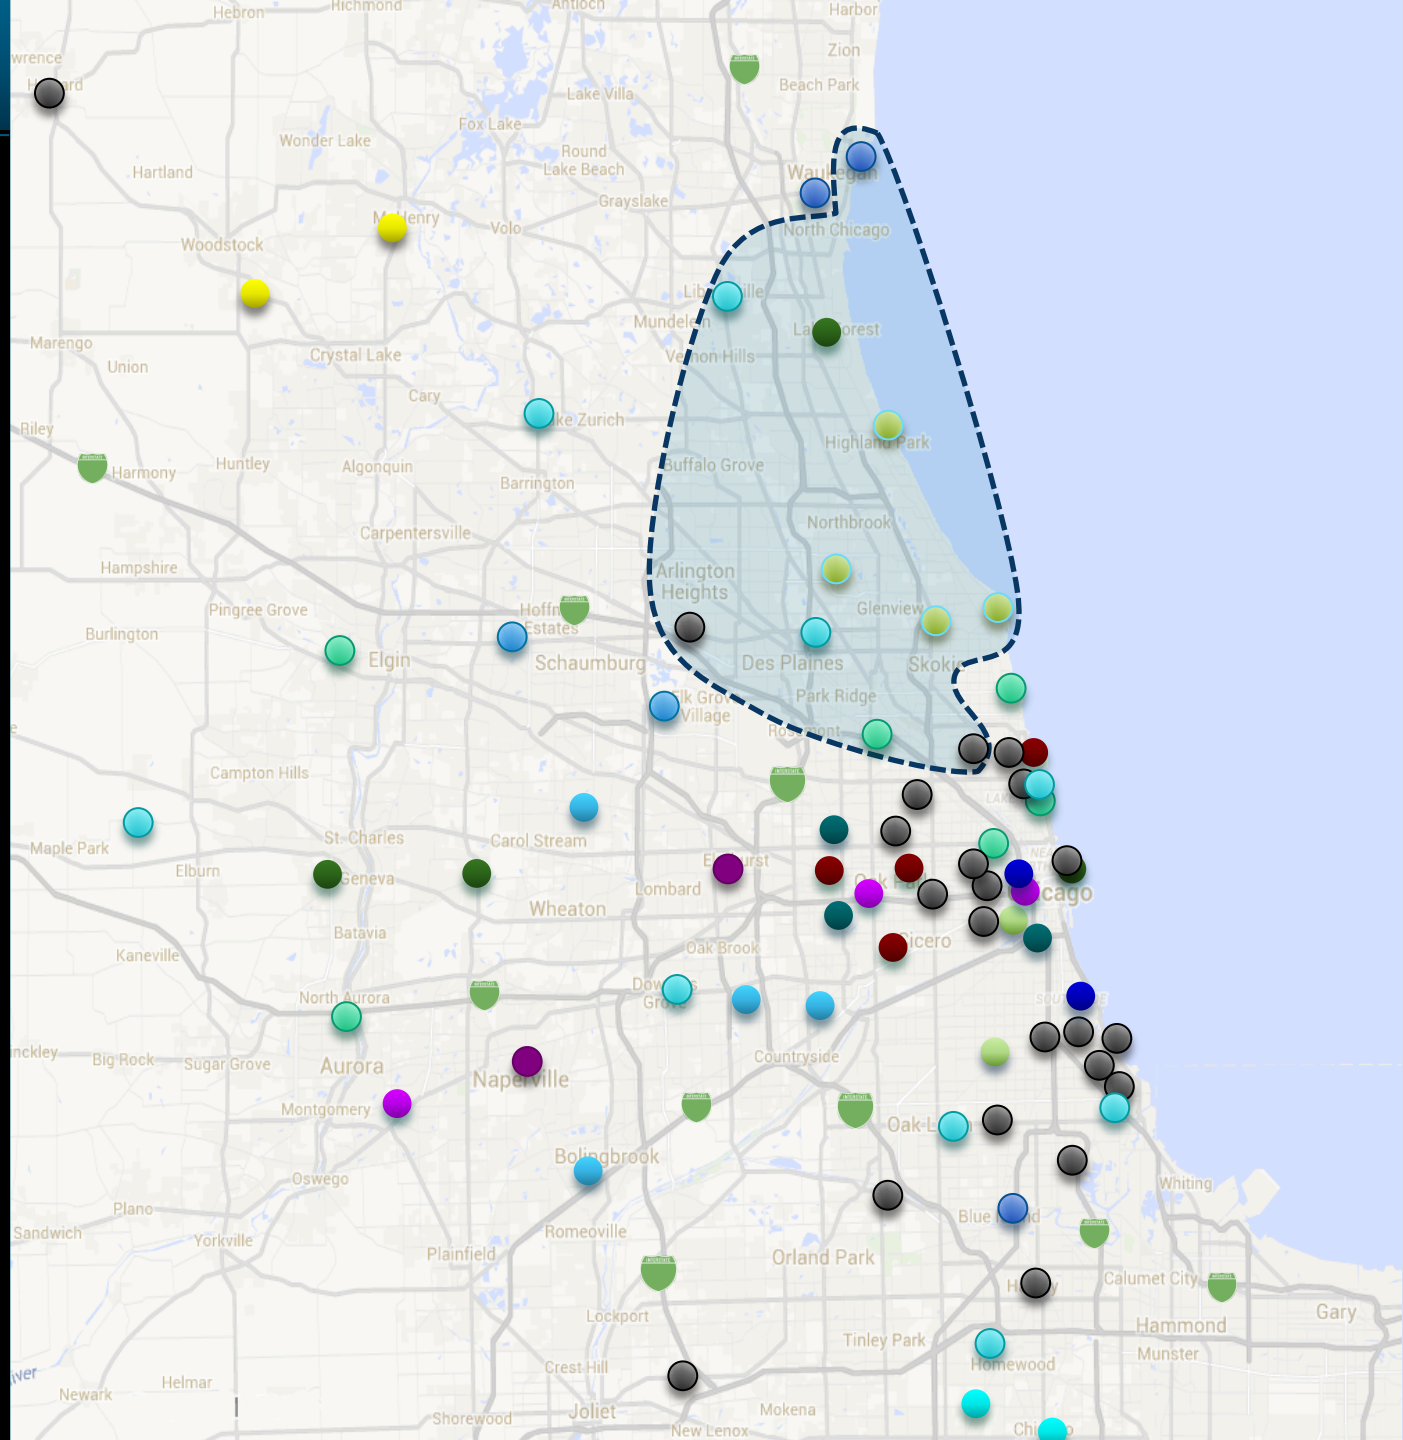 Hebron
Richmond
Antioch
Harbor
Zion
Beach Park
Lake Villa
Fox Lake
Wonder Lake
Round
Lake Beach
Hartland
Grayslake
Woodstock
Volo
North Chicago
Mundelein
Marengo
Union
Crystal Lake
Vernon Hills
Cary
Riley
Highland Park
Harmony
Huntley
Algonquin
Buffalo Grove
Barrington
Northbrook
Carpentersville
Hampshire
Arlington
Heights
Pingree Grove
Glenview
Burlington
Estates
Elgin
Schaumburg
Des Plaines
Park Ridge
Village
Campton Hills
St. Charles
Carol Stream
Maple Park
Elburn
Geneva
Lombard
Wheaton
Batavia
Oak Brook
Kaneville
North Aurora
Countryside
Big Rock
Sugar Grove
Aurora
Naperville
Montgomery
Bolingbrook
Oswego
Whiting
Plano
Sandwich
Yorkville
Romeoville
Plainfield
Orland Park
Calumet City
Lockport
Gary
Hammond
Tinley Park
Munster
Homewood
Crest Hill
Helmar
Newark
Joliet
Mokena
Shorewood
New Lenox